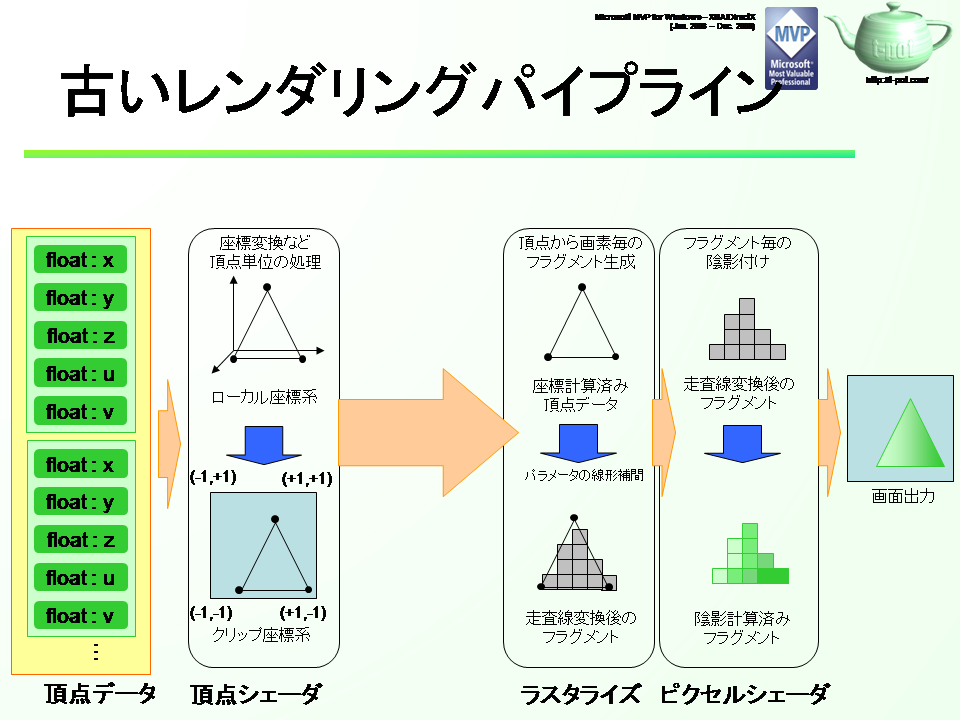 Microsoft MVP for Windows – XNA/DirectX
MVP
Microsoft
Most Valuable
Professional
t-pot
古いレンダリングパイプライン
float : x
float : y
float : z
float : u
float : v
float : x
float : y
float : z
float : u
float : v
…
頂点データ
座標変換など
頂点単位の処理
ローカル座標系
(-1,+1)
(+1,+1)
(-1,-1)
(+1,-1)
クリップ座標系
頂点シェーダ
頂点から画素毎の
フラグメント生成
座標計算済み
頂点データ
パラメータの線形補間
走査線変換後の
フラグメント
ラスタライズ
フラグメント毎の
陰影付け
走査線変換後の
フラグメント
陰影計算済み
フラグメント
ピクセルシェーダ
画面出力